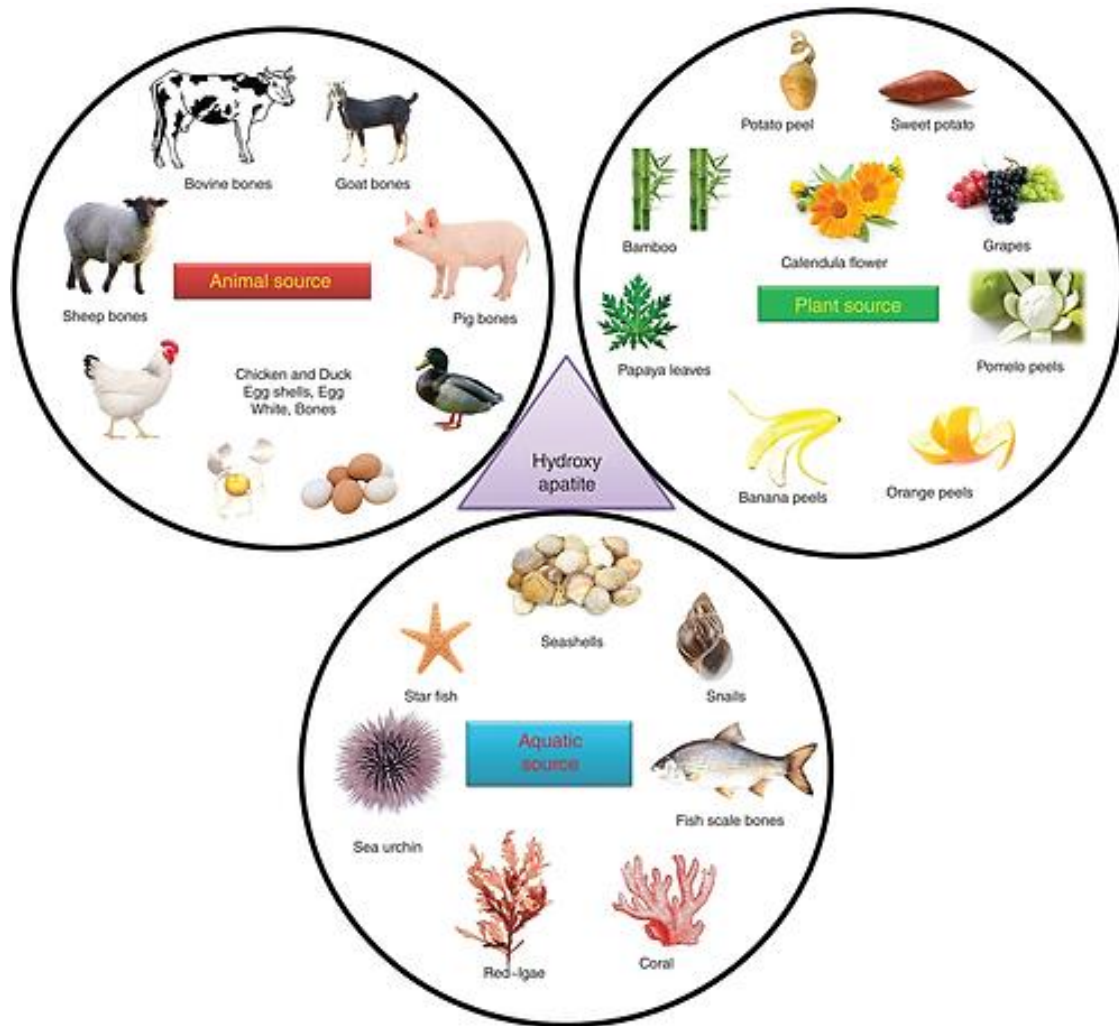 Bovine bones
Goat bones
Animal source
Sheep bones
Pig bones
Chicken and Duck
Egg shells, Egg
White, Bones
Potato peel
Sweet potato
Bamboo
Calendula flower
Grapes
Plant source
Papaya leaves
Pomelo peels
Banana peels
Orange peels
Hydroxy
apatite
Seashells
Star fish
Snails
Aquatic
source
Sea urchin
Fish scale bones
Red-lgae
Coral